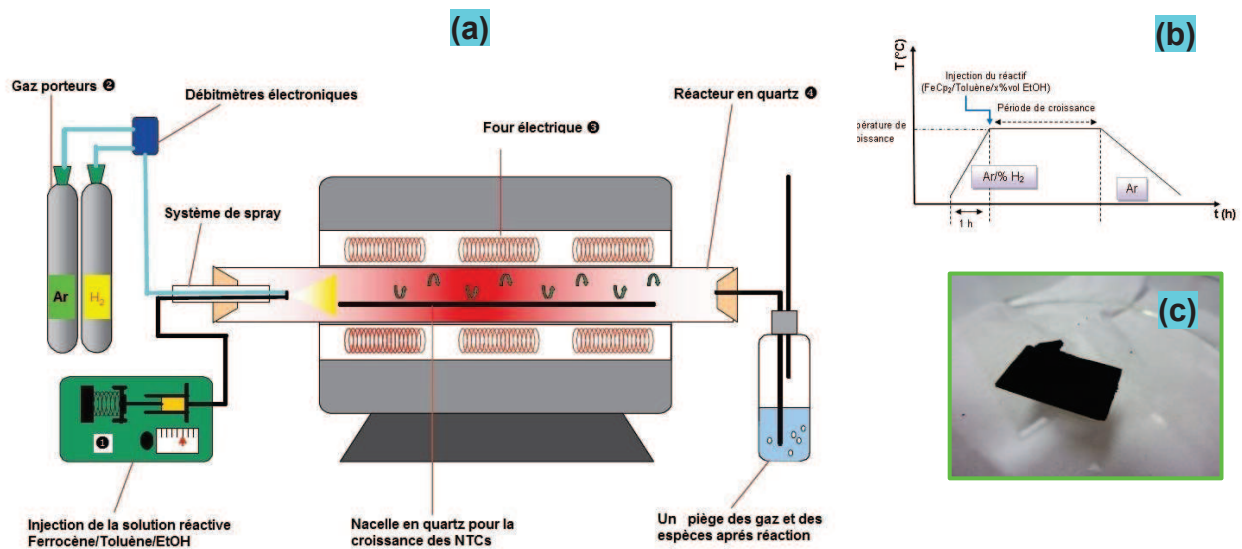 (a)
Gaz porteurs ❷
Débitmètres électroniques
Four électrique ❸
Réacteur en quartz ❹
Système de spray
Ar
H2
❶
Injection de la solution réactive
Ferrocène/Toluène/EtOH
Nacelle en quartz pour la
croissance des NTCs
Un piège des gaz et des
espèces aprés réaction
(b)
T (°C)
Injection du réactif
(FeCp2/Toluène/x%vol EtOH)
Période de croissance
pérature de
oissance
Ar/% H2
Ar
1 h
t (h)
(c)